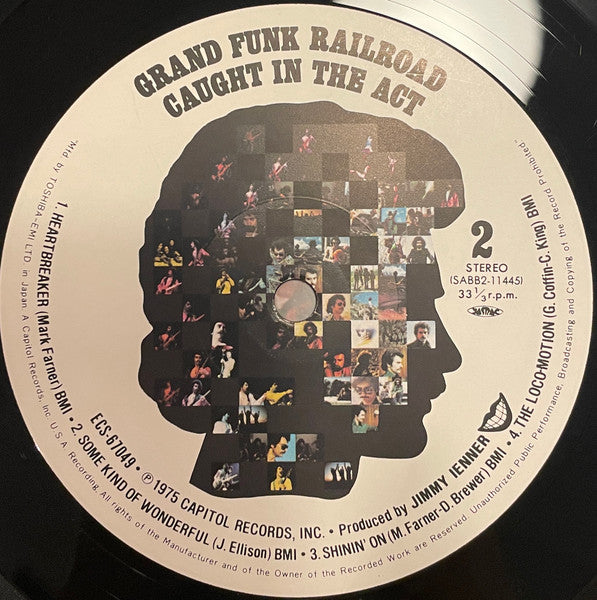 GRAND FUNK RAILROAD
CAUGHT IN THE ACT
2
STEREO
(SABB2-11445)
33 1/3 r.p.m.
JASRAC
1. HEARTBREAKER (Mark Farner) BMI • 2. SOME KIND OF WONDERFUL (J. Ellison) BMI • 3. SHININ' ON (M. Farner-D. Brewer) BMI • 4. THE LOCO-MOTION (G. Coffin-C. King) BMI
ECS-67049 • ℗ 1975 CAPITOL RECORDS, INC. • Produced by JIMMY IENNER
"Mfd by TOSHIBA-EMI LTD. in Japan A Capitol Records, Inc. U.S.A. Recording. All rights of the Manufacturer and of the Owner of the Recorded Work are Reserved. Unauthorized Public Performance, Broadcasting and Copying of the Record Prohibited."